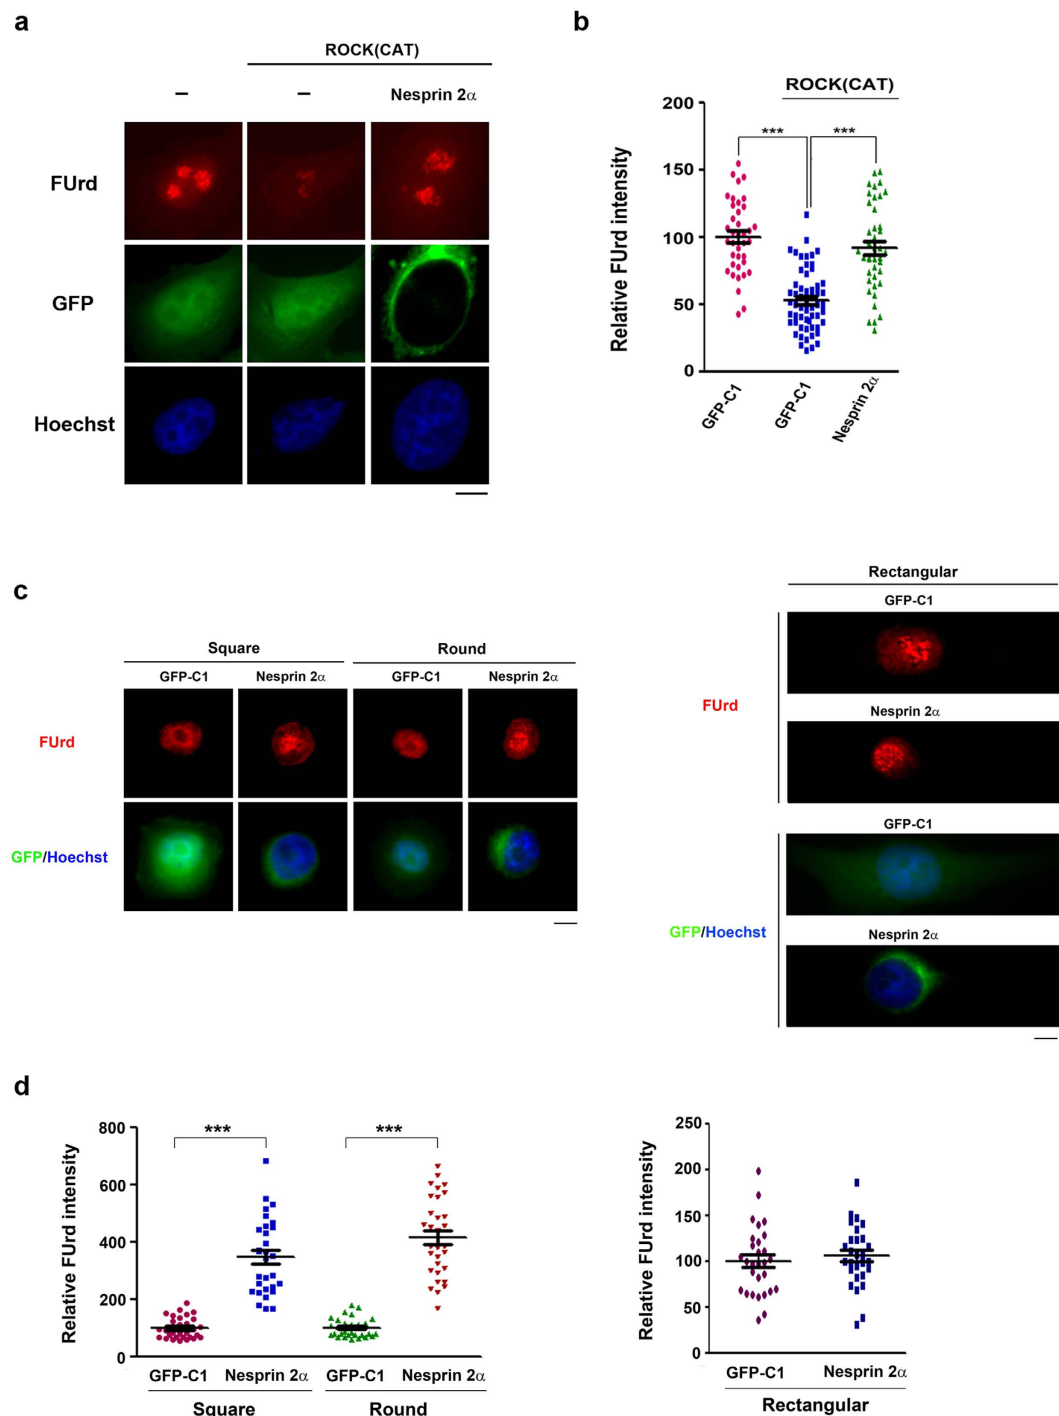 a
ROCK(CAT)
– – Nesprin 2α
FUrd
GFP
Hoechst
b
ROCK(CAT)
Relative FUrd intensity
200
150
100
50
0
*** ***
GFP-C1 GFP-C1 Nesprin 2α
c
Square Round
GFP-C1 Nesprin 2α GFP-C1 Nesprin 2α
FUrd
GFP/Hoechst
Rectangular
GFP-C1
FUrd
Nesprin 2α
GFP-C1
GFP/Hoechst
Nesprin 2α
d
Relative FUrd intensity
800
600
400
200
0
*** ***
GFP-C1 Nesprin 2α GFP-C1 Nesprin 2α
Square Round
Relative FUrd intensity
250
200
150
100
50
0
GFP-C1 Nesprin 2α
Rectangular